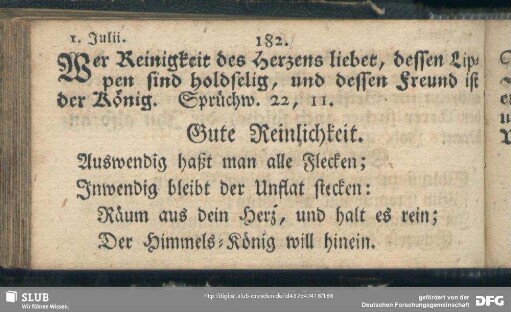 1. Julii.
182.
Wer Reinigkeit des Herzens liebet, dessen Lip-
pen sind holdselig, und dessen Freund ist
der König. Sprüchw. 22, 11.
Gute Reinlichkeit.
Auswendig haßt man alle Flecken;
Inwendig bleibt der Unflat stecken:
Räum aus dein Herz, und halt es rein;
Der Himmels-König will hinein.
SLUB
Wir führen Wissen.
gefördert von der
Deutschen Forschungsgemeinschaft
DFG